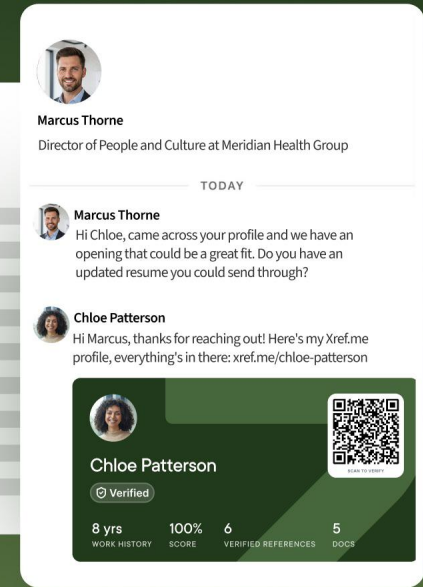 Marcus Thorne
Director of People and Culture at Meridian Health Group
TODAY
Marcus Thorne
Hi Chloe, came across your profile and we have an
opening that could be a great fit. Do you have an
updated resume you could send through?
Chloe Patterson
Hi Marcus, thanks for reaching out! Here's my Xref.me
profile, everything's in there: xref.me/chloe-patterson
SCAN TO VERIFY
Chloe Patterson
Verified
8 yrs 100% 6 5
WORK HISTORY SCORE VERIFIED REFERENCES DOCS